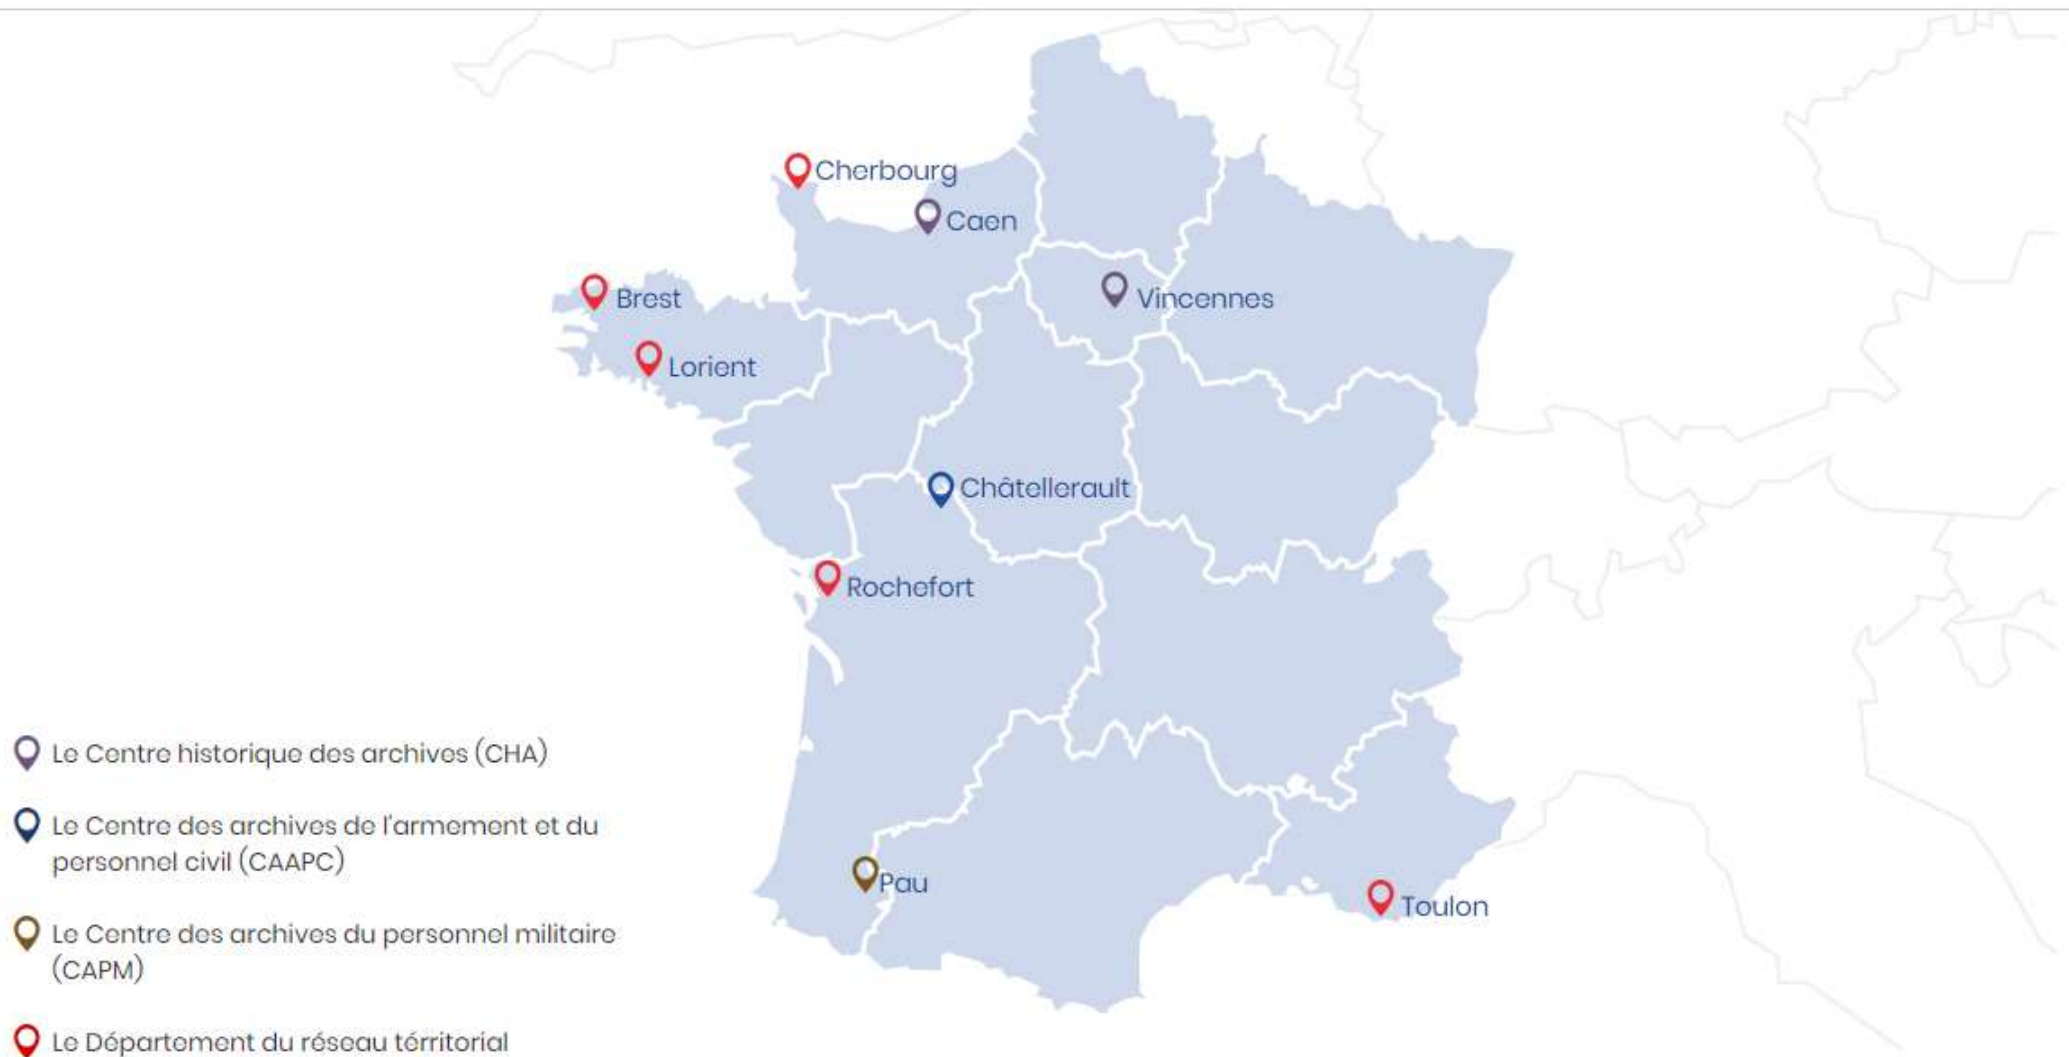 Cherbourg
Caen
Brest
Vincennes
Lorient
Châtellerault
Rochefort
Le Centre historique des archives (CHA)
Le Centre des archives de l'armement et du
personnel civil (CAAPC)
Pau
Toulon
Le Centre des archives du personnel militaire
(CAPM)
Le Département du réseau térritorial